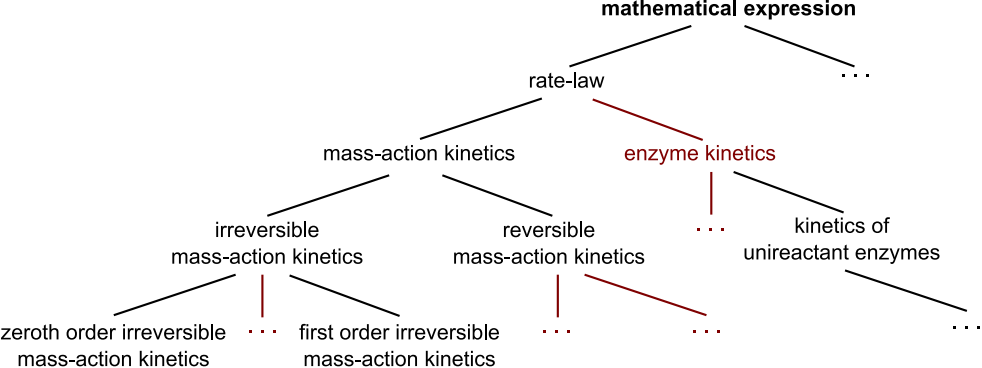 mathematical expression
rate-law
. . .
mass-action kinetics
enzyme kinetics
irreversible
mass-action kinetics
reversible
mass-action kinetics
. . .
kinetics of
unireactant enzymes
zeroth order irreversible
mass-action kinetics
. . .
first order irreversible
mass-action kinetics
. . .
. . .
. . .